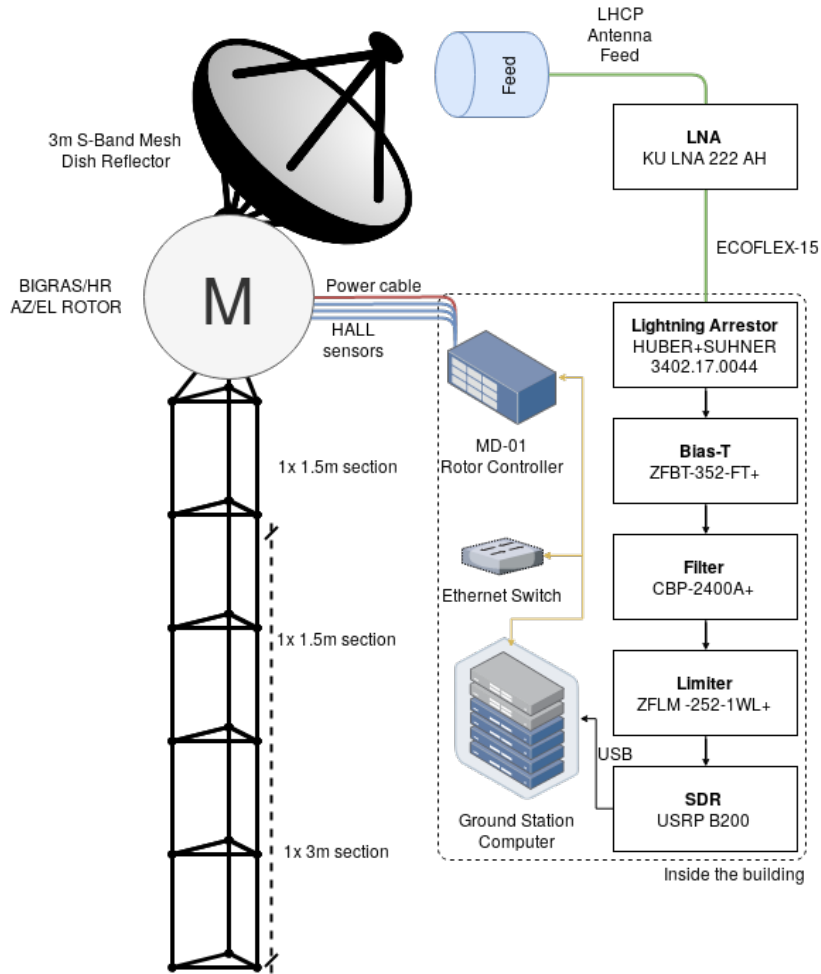 LHCP
Antenna
Feed
Feed
3m S-Band Mesh
Dish Reflector
LNA
KU LNA 222 AH
ECOFLEX-15
BIGRAS/HR
AZ/EL ROTOR
M
Power cable
HALL
sensors
Lightning Arrestor
HUBER+SUHNER
3402.17.0044
MD-01
Rotor Controller
Bias-T
ZFBT-352-FT+
1x 1.5m section
Filter
CBP-2400A+
Ethernet Switch
1x 1.5m section
Limiter
ZFLM -252-1WL+
USB
SDR
USRP B200
Ground Station
Computer
1x 3m section
Inside the building